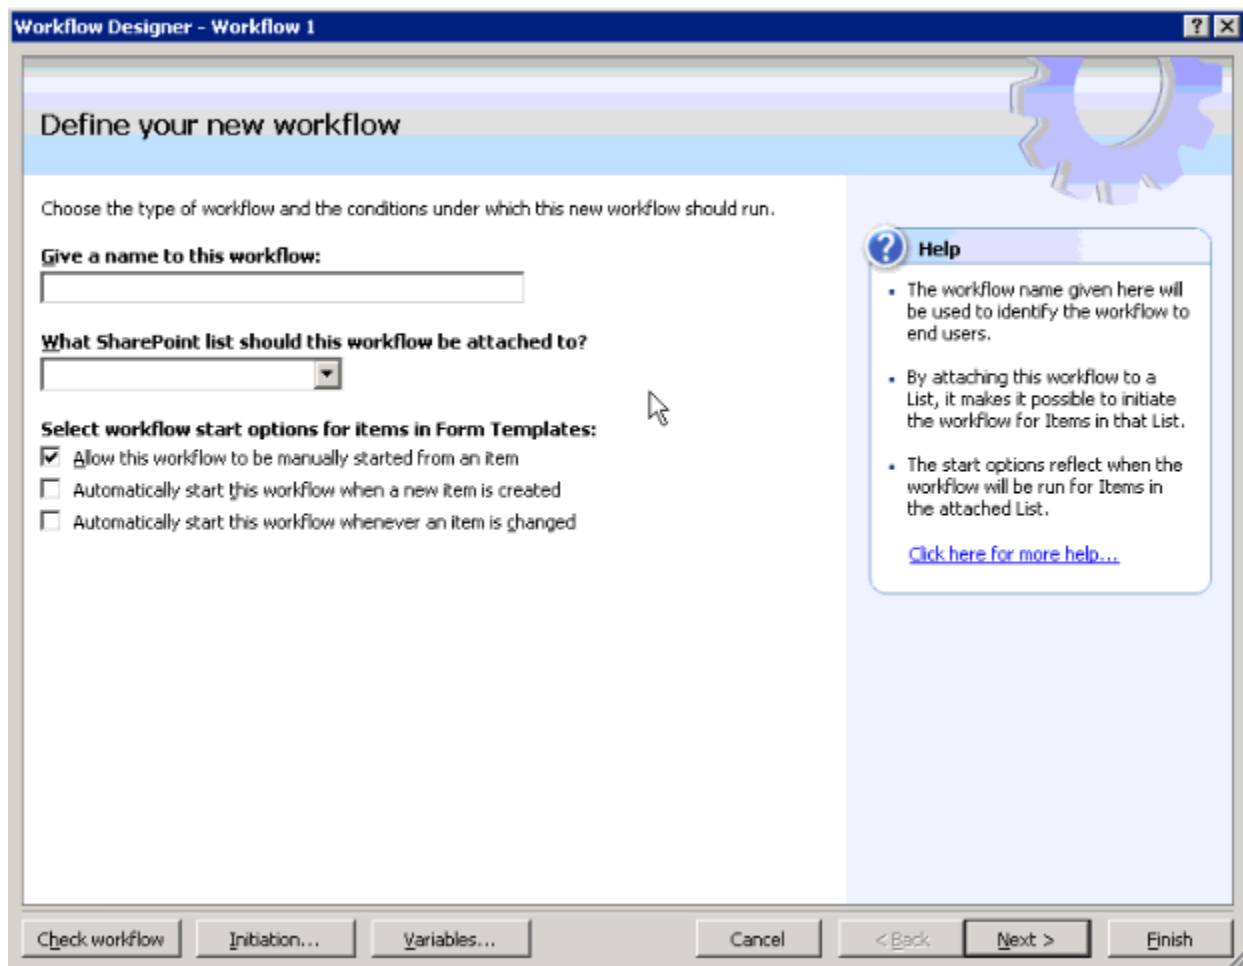 Workflow Designer - Workflow 1
Define your new workflow
Choose the type of workflow and the conditions under which this new workflow should run.
Give a name to this workflow:
What SharePoint list should this workflow be attached to?
Select workflow start options for items in Form Templates:
Allow this workflow to be manually started from an item
Automatically start this workflow when a new item is created
Automatically start this workflow whenever an item is changed
Help
The workflow name given here will
be used to identify the workflow to
end users.
By attaching this workflow to a
List, it makes it possible to initiate
the workflow for Items in that List.
The start options reflect when the
workflow will be run for Items in
the attached List.
Click here for more help...
Check workflow
Initiation...
Variables...
Cancel
< Back
Next >
Finish